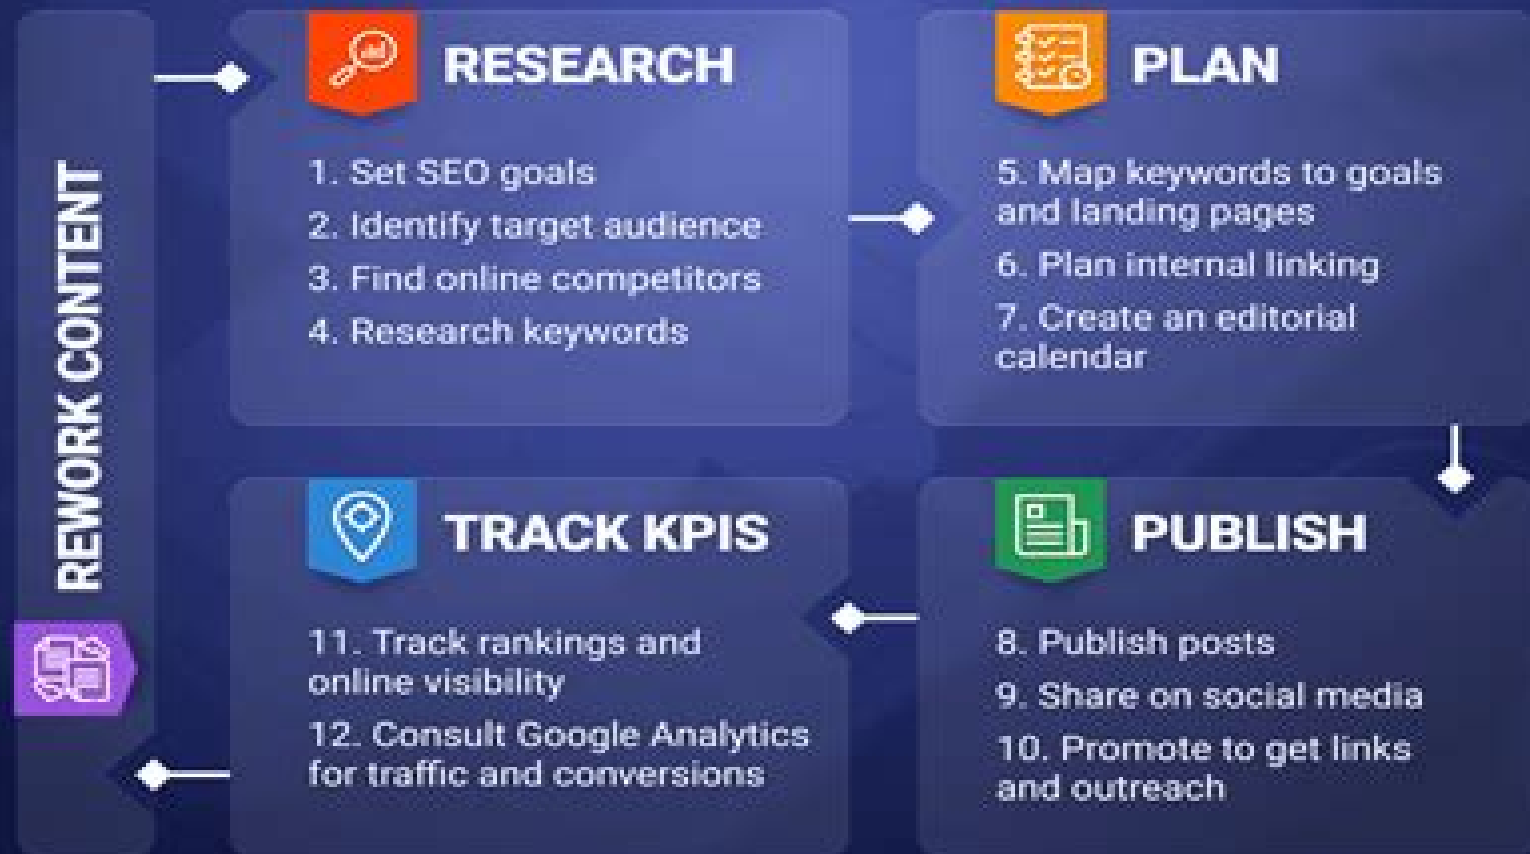 REWORK CONTENT
RESEARCH
1. Set SEO goals
2. Identify target audience
3. Find online competitors
4. Research keywords
PLAN
5. Map keywords to goals
and landing pages
6. Plan internal linking
7. Create an editorial
calendar
PUBLISH
8. Publish posts
9. Share on social media
10. Promote to get links
and outreach
TRACK KPIS
11. Track rankings and
online visibility
12. Consult Google Analytics
for traffic and conversions